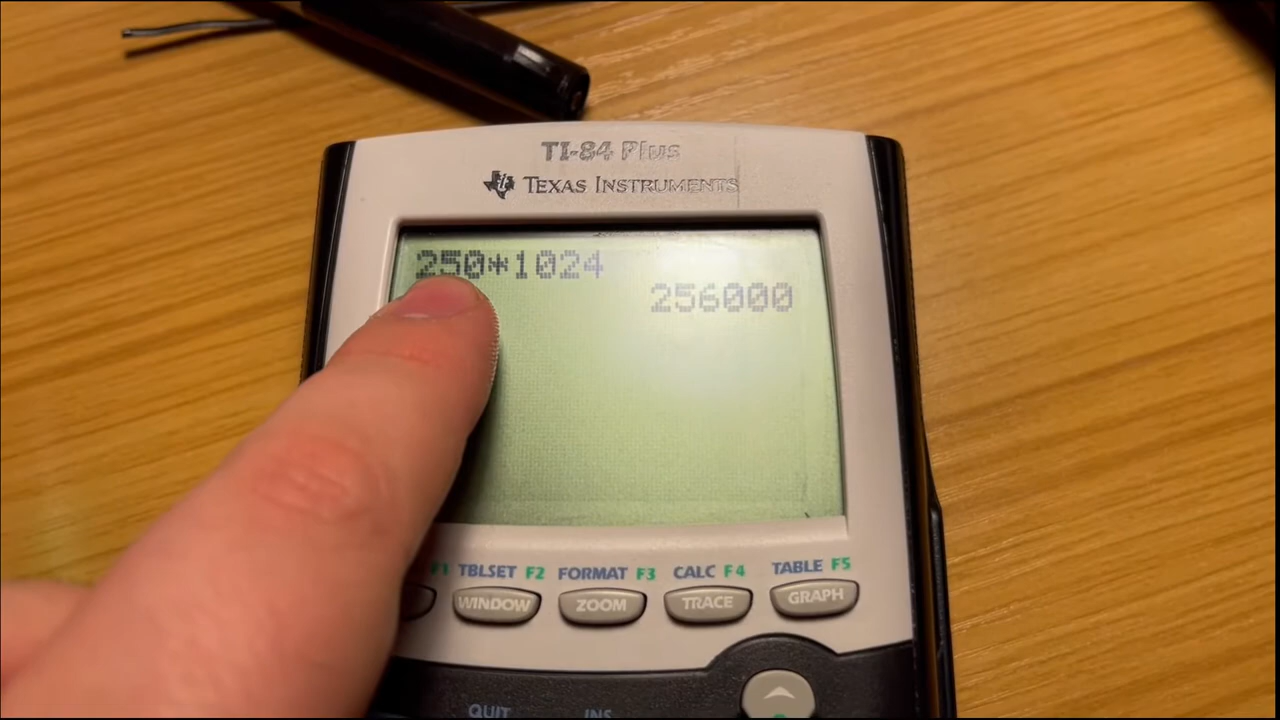 TI-84 Plus
TEXAS INSTRUMENTS
250*1024
256000
F1 TBLSET F2 FORMAT F3 CALC F4 TABLE F5
WINDOW ZOOM TRACE GRAPH
QUIT INS